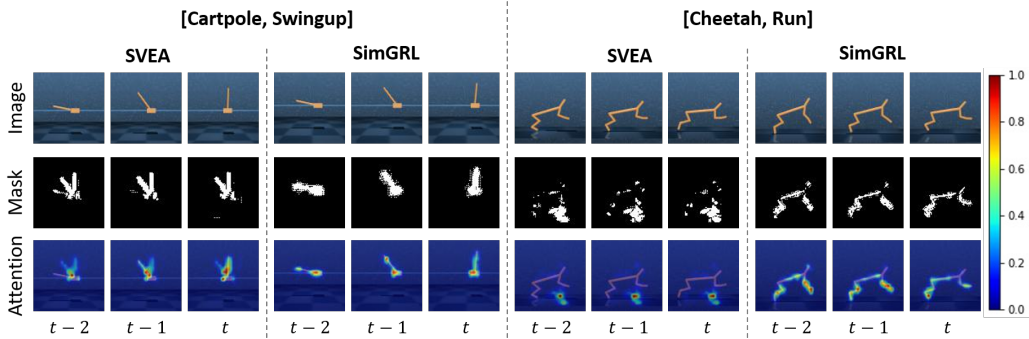 [Cartpole, Swingup]
[Cheetah, Run]
SVEA
SimGRL
SVEA
SimGRL
Image
Mask
Attention
1.0
0.8
0.6
0.4
0.2
0.0
t − 2
t − 1
t
t − 2
t − 1
t
t − 2
t − 1
t
t − 2
t − 1
t